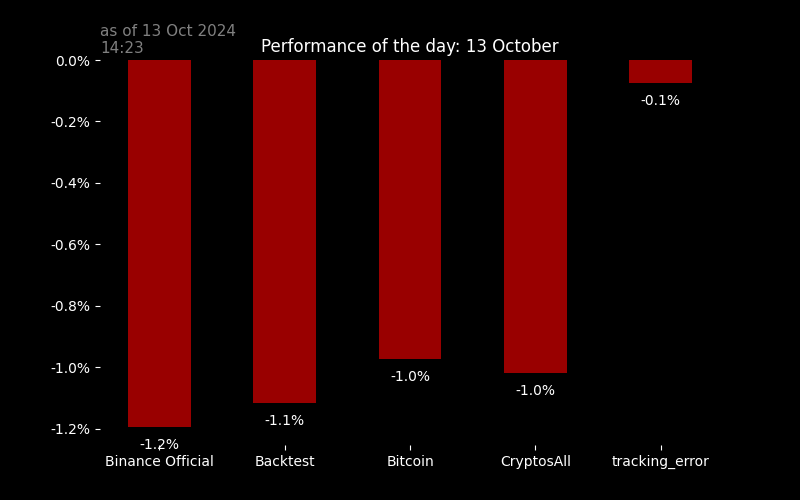 as of 13 Oct 2024
14:23
Performance of the day: 13 October
0.0%
-0.2%
-0.4%
-0.6%
-0.8%
-1.0%
-1.2%
-1.2%
-1.1%
-1.0%
-1.0%
-0.1%
Binance Official
Backtest
Bitcoin
CryptosAll
tracking_error